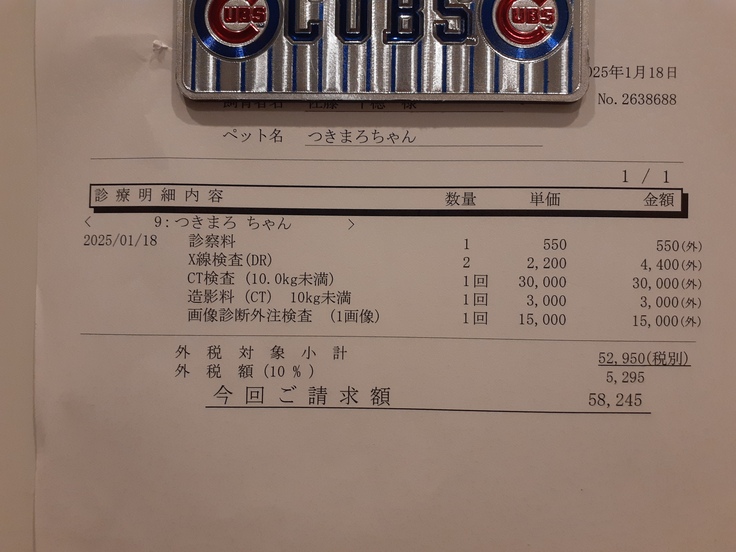 CUBS CUBS CUBS
025年1月18日
No.2638688
ペット名 つきまろちゃん
1 / 1
診療明細内容 数量 単価 金額
< 9:つきまろ ちゃん >
2025/01/18 診察料 1 550 550(外)
X線検査(DR) 2 2,200 4,400(外)
CT検査 (10.0kg未満) 1回 30,000 30,000(外)
造影料 (CT) 10kg未満 1回 3,000 3,000(外)
画像診断外注検査 (1画像) 1回 15,000 15,000(外)
外税対象小計 52,950(税別)
外税額(10%) 5,295
今回ご請求額 58,245